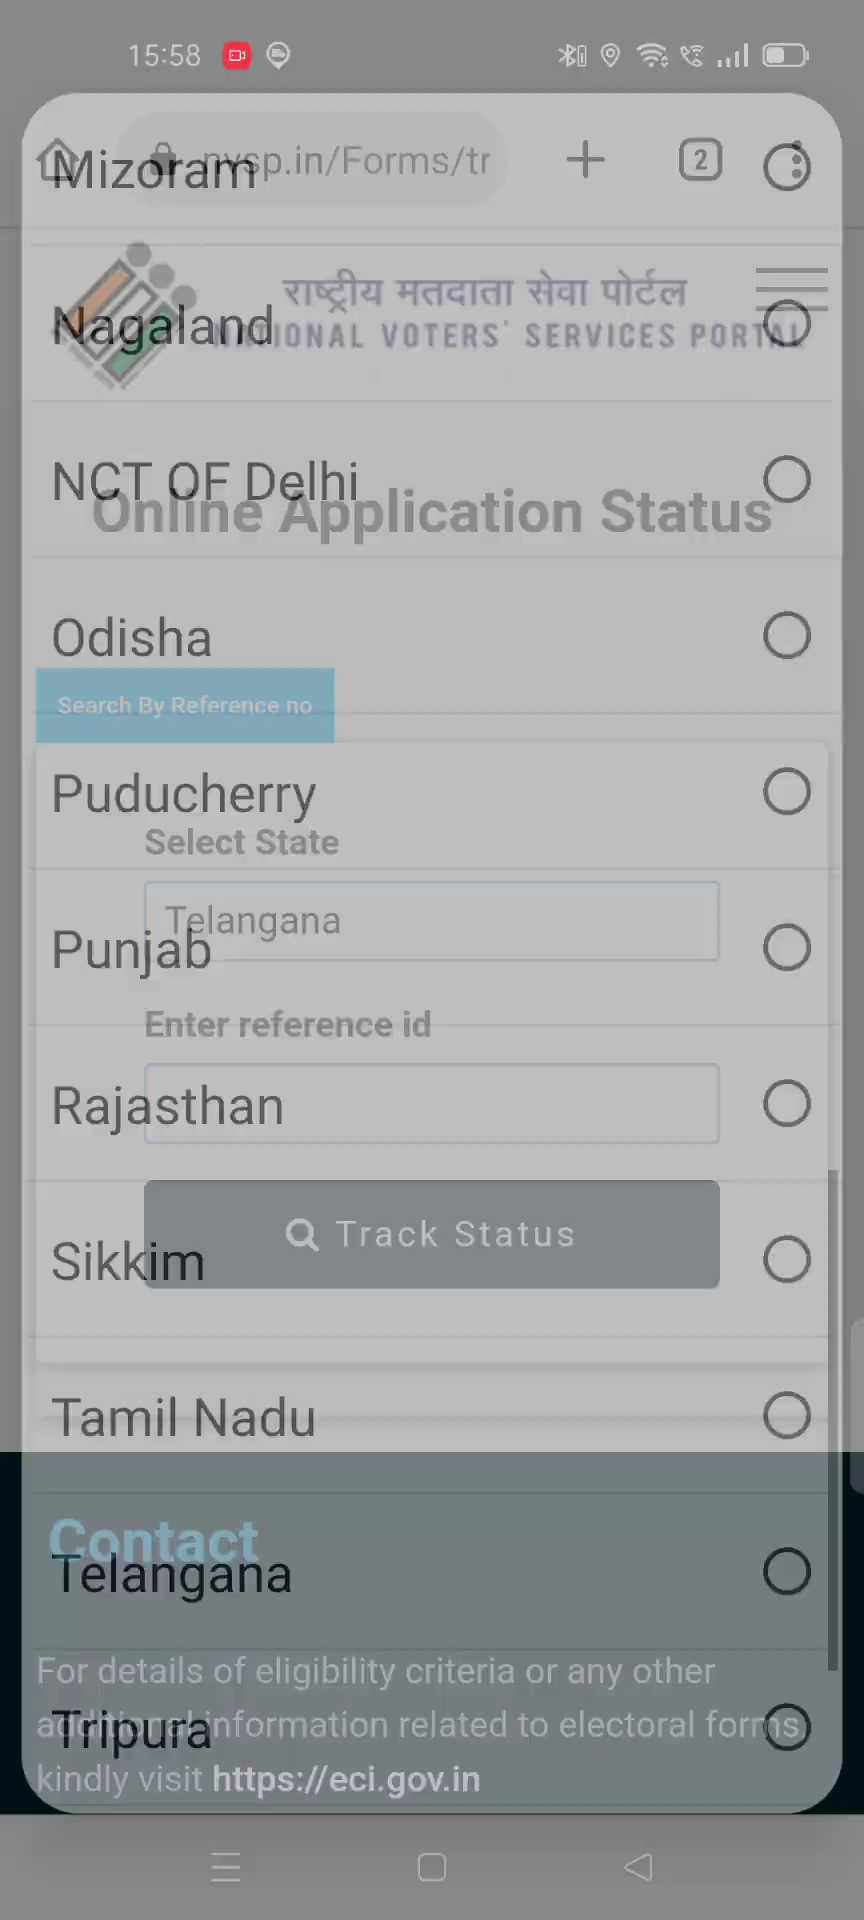 15:58
nvsp.in/Forms/tr
2
Mizoram
राष्ट्रीय मतदाता सेवा पोर्टल
Nagaland
NATIONAL VOTERS' SERVICES PORTAL
NCT OF Delhi
Online Application Status
Odisha
Search By Reference no
Puducherry
Select State
Telangana
Punjab
Enter reference id
Rajasthan
Track Status
Sikkim
Tamil Nadu
Contact
Telangana
For details of eligibility criteria or any other
additional information related to electoral forms,
Tripura
kindly visit https://eci.gov.in